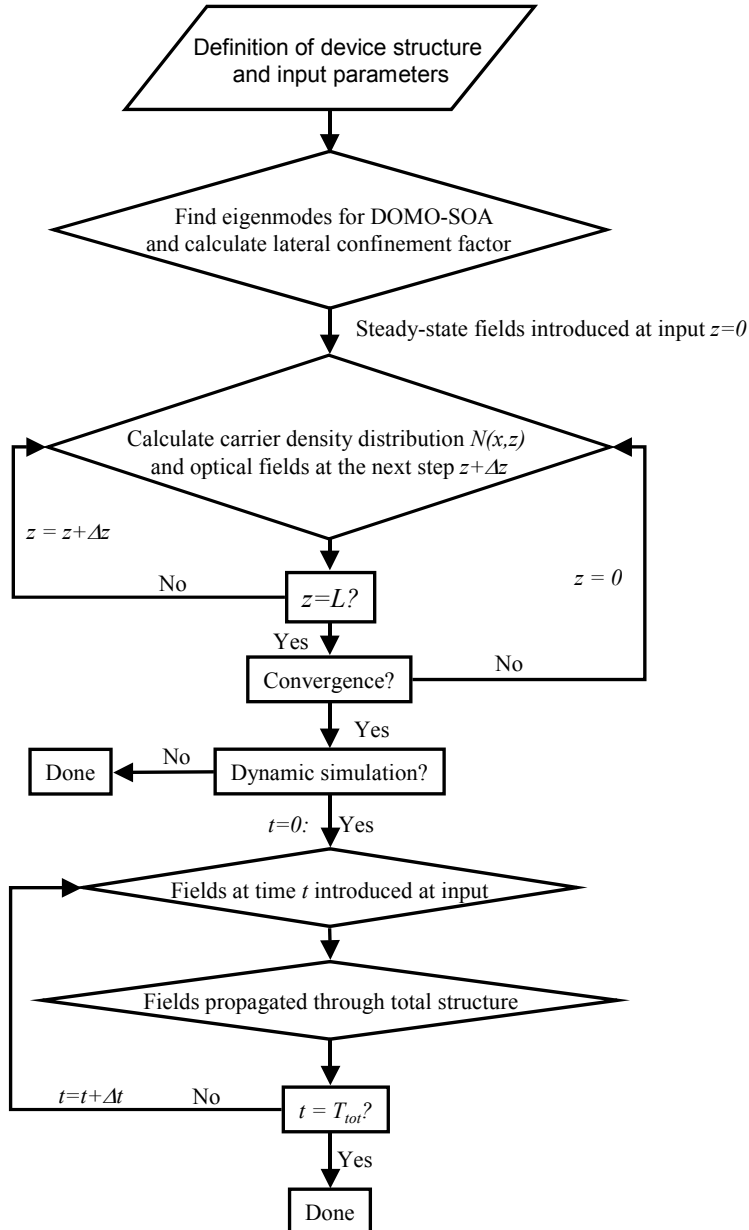 Definition of device structure
and input parameters
Find eigenmodes for DOMO-SOA
and calculate lateral confinement factor
Steady-state fields introduced at input z=0
Calculate carrier density distribution N(x,z)
and optical fields at the next step z+Δz
z = z+Δz
No
z=L?
z = 0
Yes
No
Convergence?
Yes
Done
No
Dynamic simulation?
t=0:
Yes
Fields at time t introduced at input
Fields propagated through total structure
t=t+Δt
No
t = Ttot?
Yes
Done